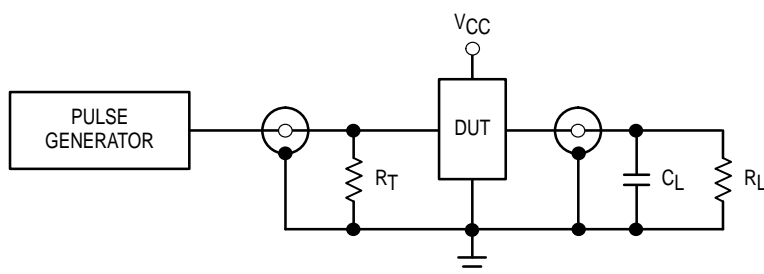 VCC
PULSE
GENERATOR
DUT
RT
CL
RL